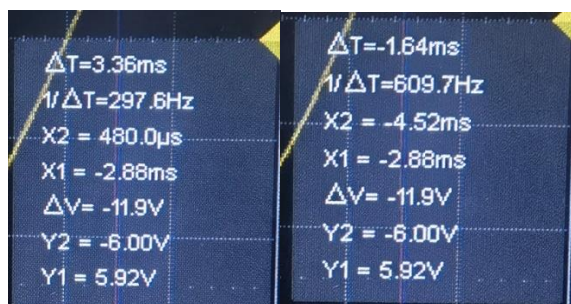 ΔT=3.36ms
1/ΔT=297.6Hz
X2 = 480.0µs
X1 = -2.88ms
ΔV= -11.9V
Y2 = -6.00V
Y1 = 5.92V
ΔT=-1.64ms
1/ΔT=609.7Hz
X2 = -4.52ms
X1 = -2.88ms
ΔV= -11.9V
Y2 = -6.00V
Y1 = 5.92V